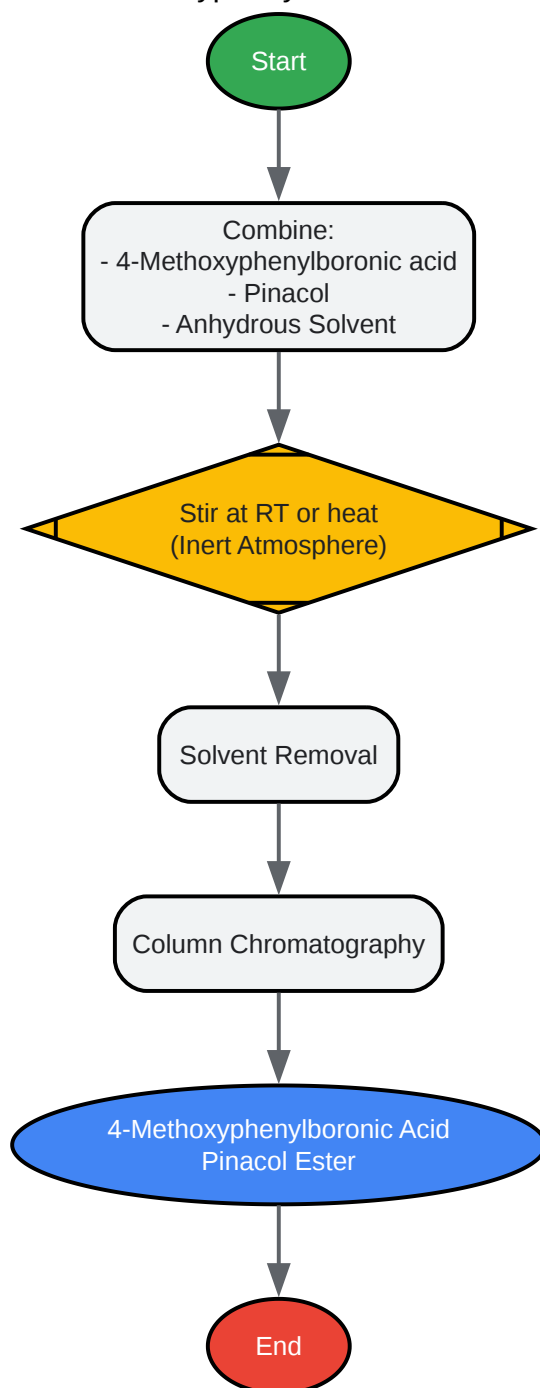 Start
Combine:
- 4-Methoxyphenylboronic acid
- Pinacol
- Anhydrous Solvent
Stir at RT or heat
(Inert Atmosphere)
Solvent Removal
Column Chromatography
4-Methoxyphenylboronic Acid
Pinacol Ester
End